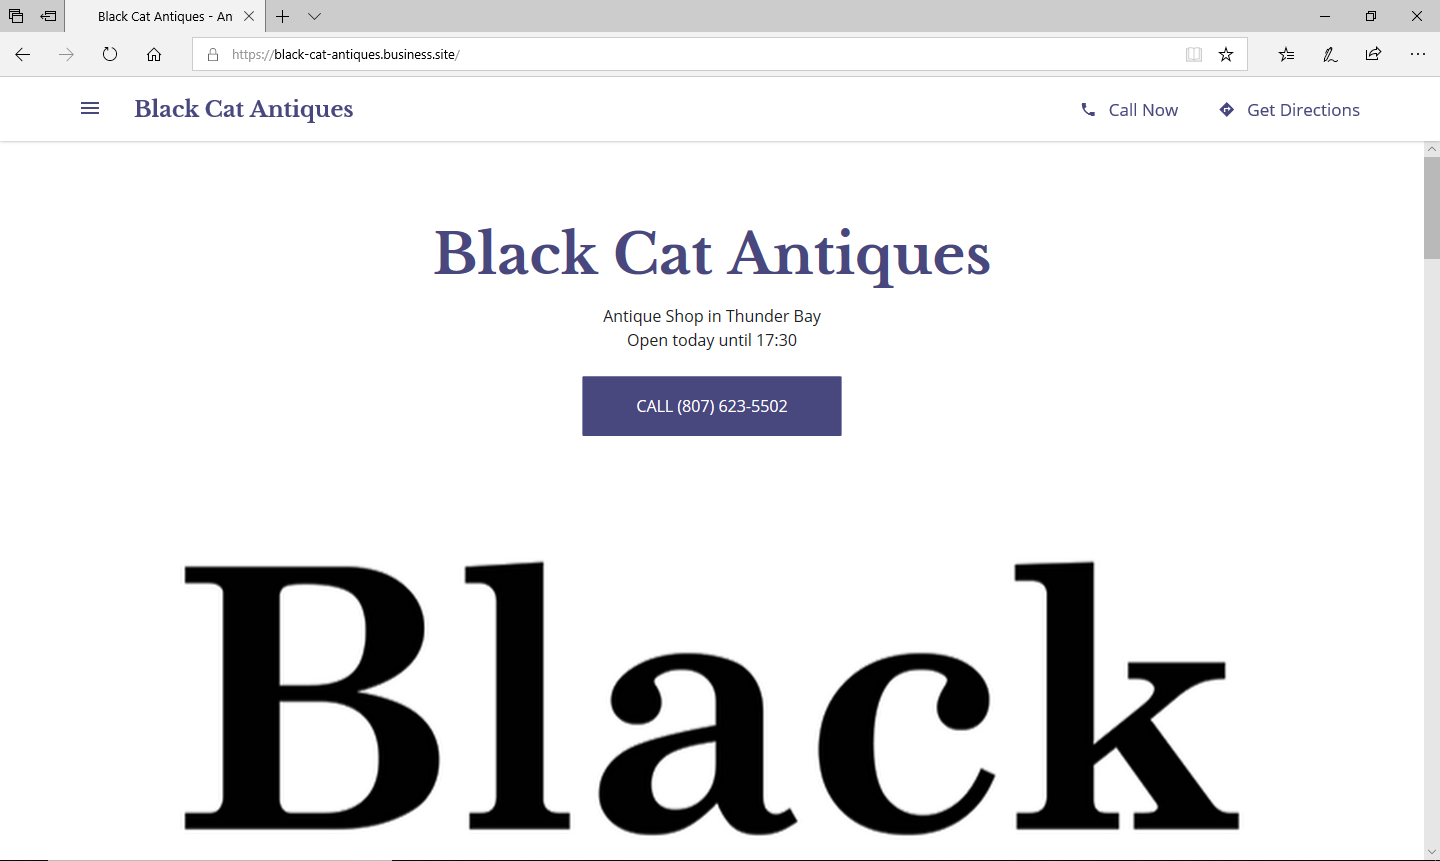 Black Cat Antiques - An
https://black-cat-antiques.business.site/
Black Cat Antiques
Call Now
Get Directions
Black Cat Antiques
Antique Shop in Thunder Bay
Open today until 17:30
CALL (807) 623-5502
Black